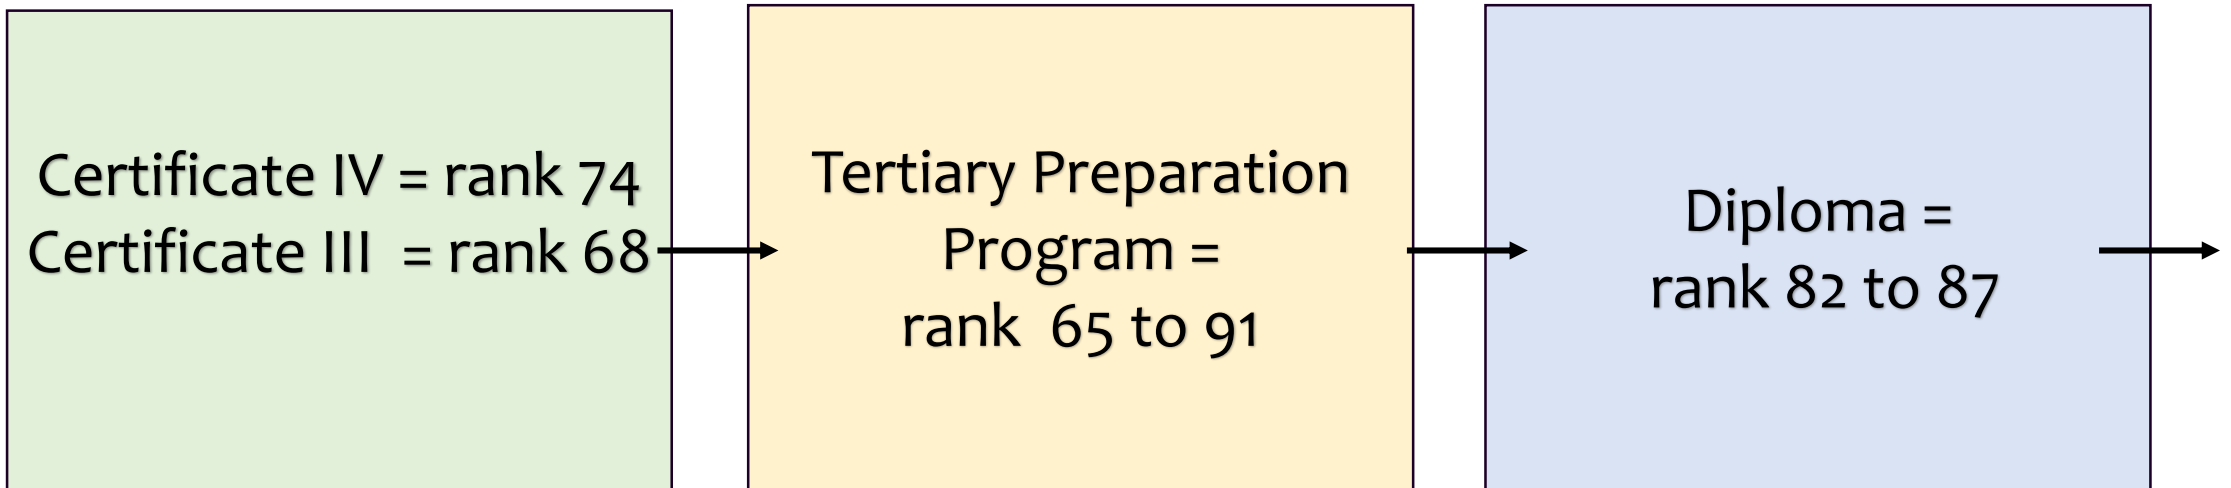 Certificate IV = rank 74
Certificate III = rank 68
Tertiary Preparation
Program =
rank 65 to 91
Diploma =
rank 82 to 87